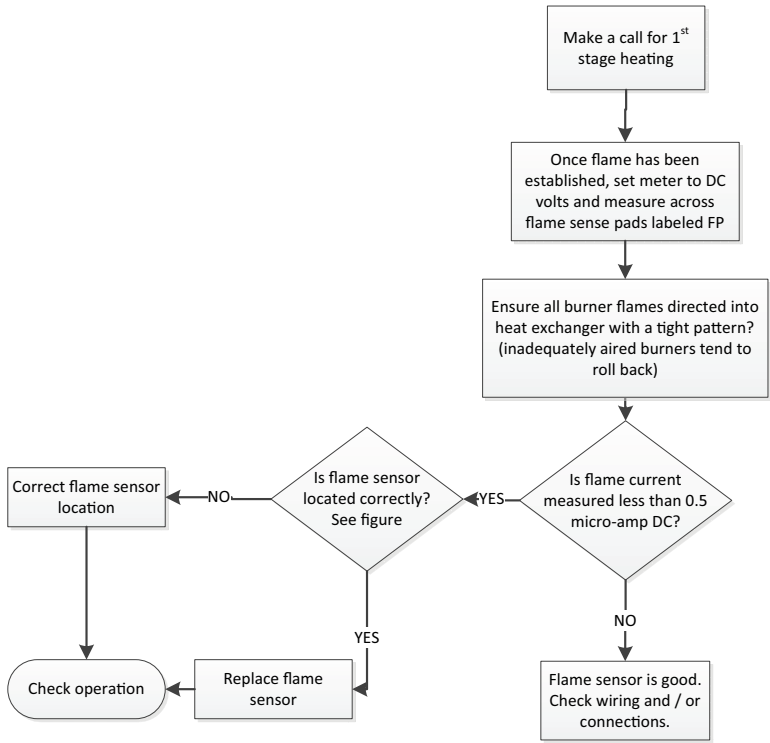 Make a call for 1st
stage heating
Once flame has been
established, set meter to DC
volts and measure across
flame sense pads labeled FP
Ensure all burner flames directed into
heat exchanger with a tight pattern?
(inadequately aired burners tend to
roll back)
Is flame current
measured less than 0.5
micro-amp DC?
YES
Is flame sensor
located correctly?
See figure
NO
Correct flame sensor
location
YES
Replace flame
sensor
Check operation
NO
Flame sensor is good.
Check wiring and / or
connections.